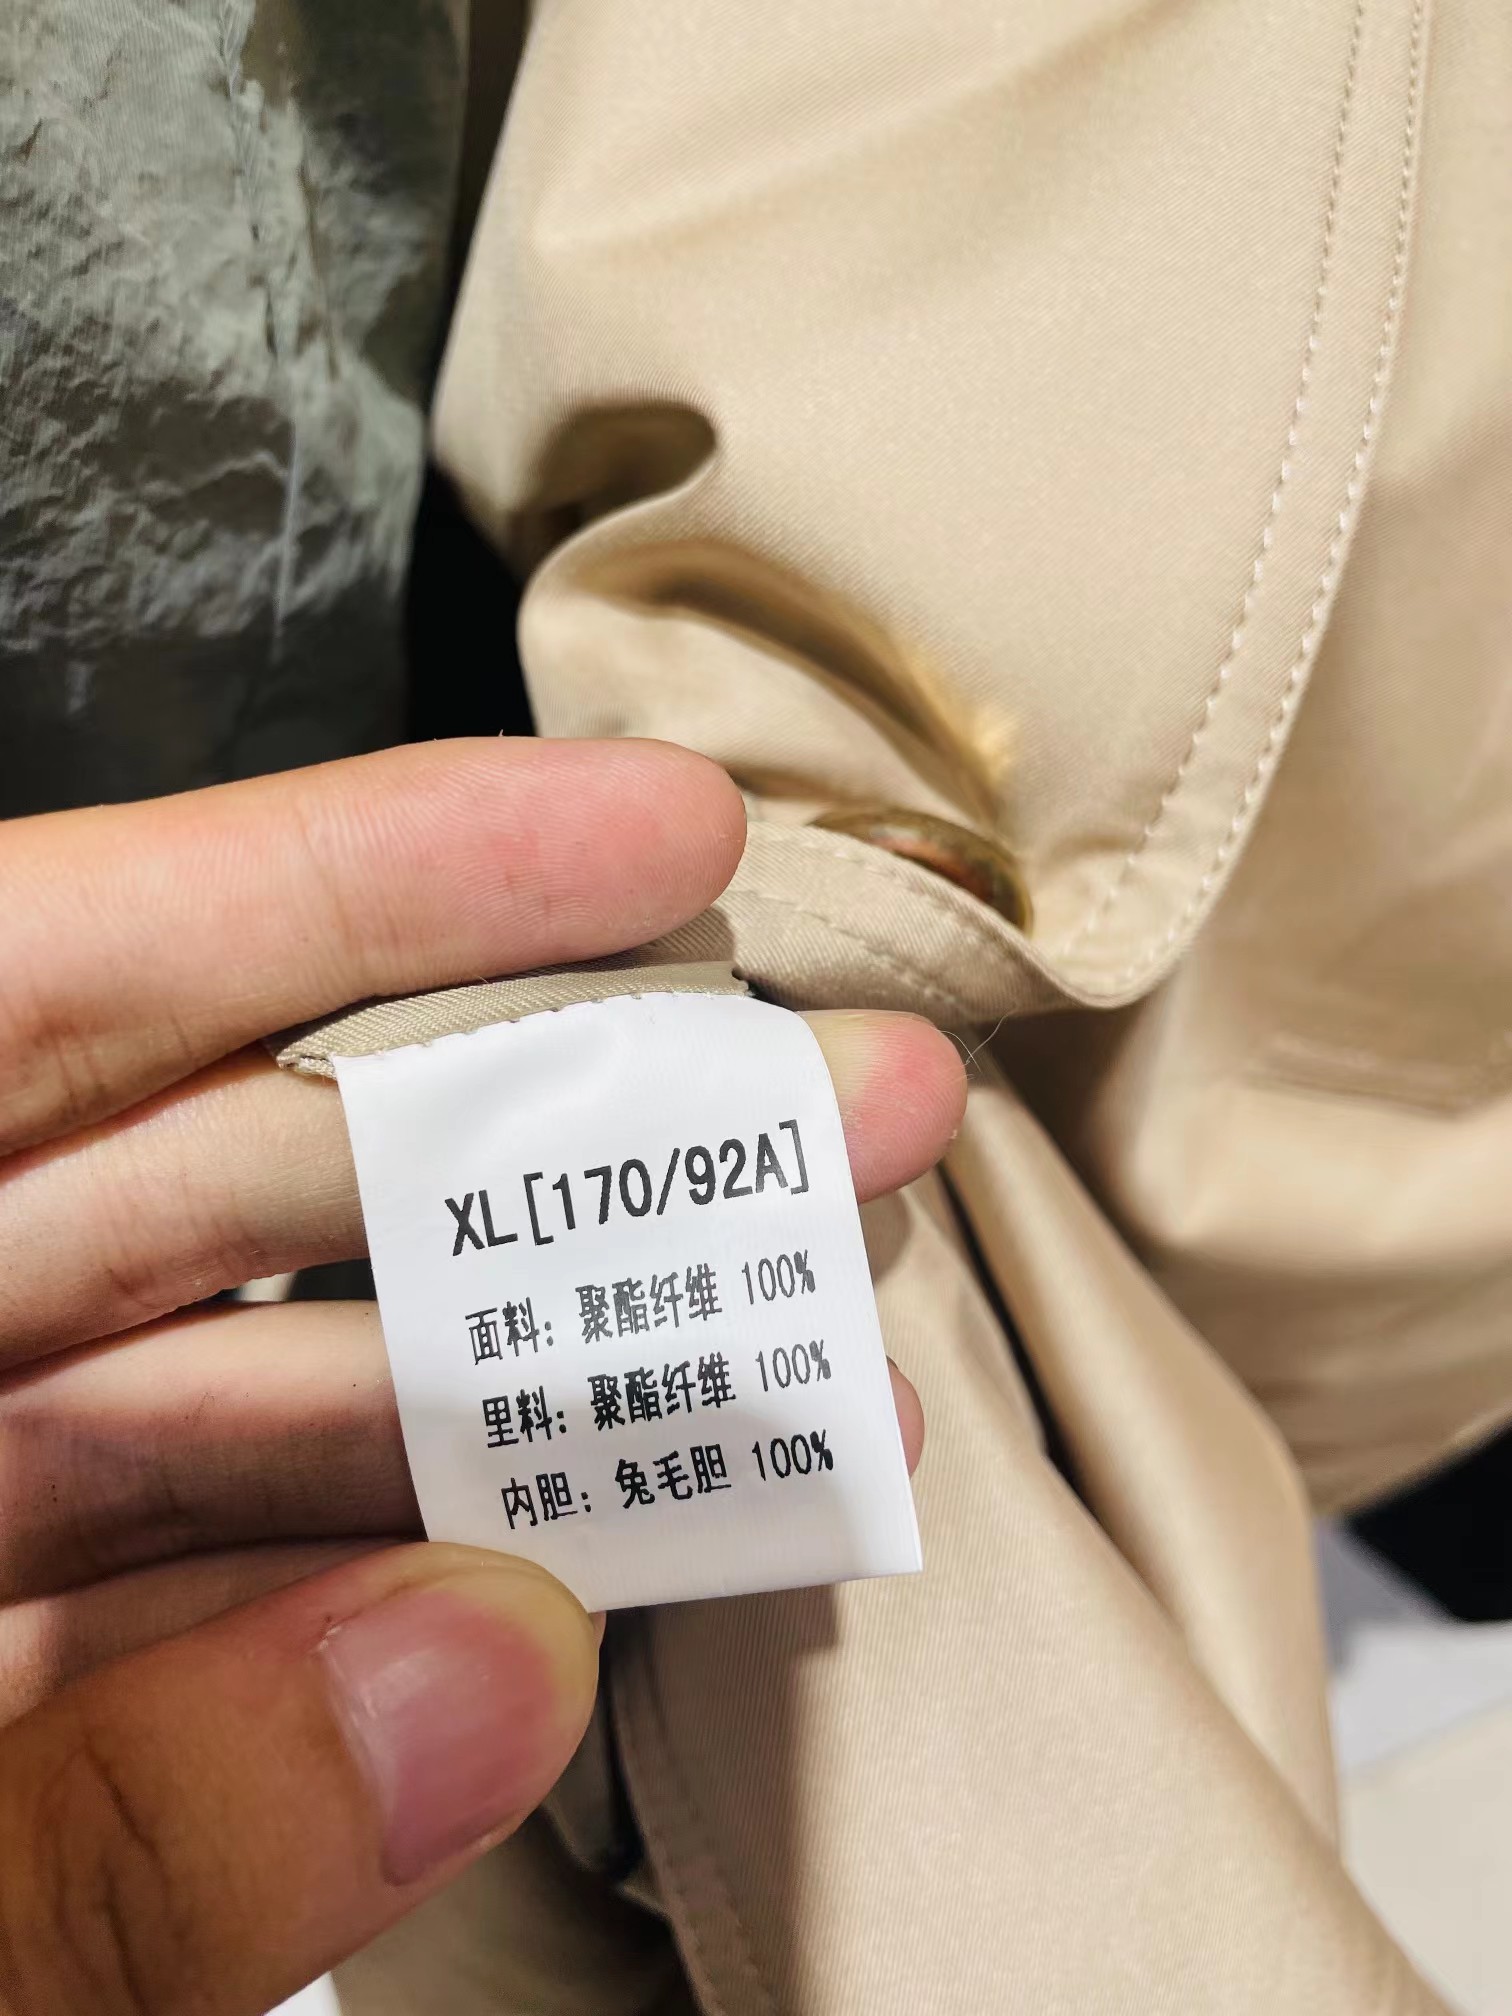 XL[170/92A]
面料: 聚酯纤维 100%
里料: 聚酯纤维 100%
内胆: 兔毛胆 100%